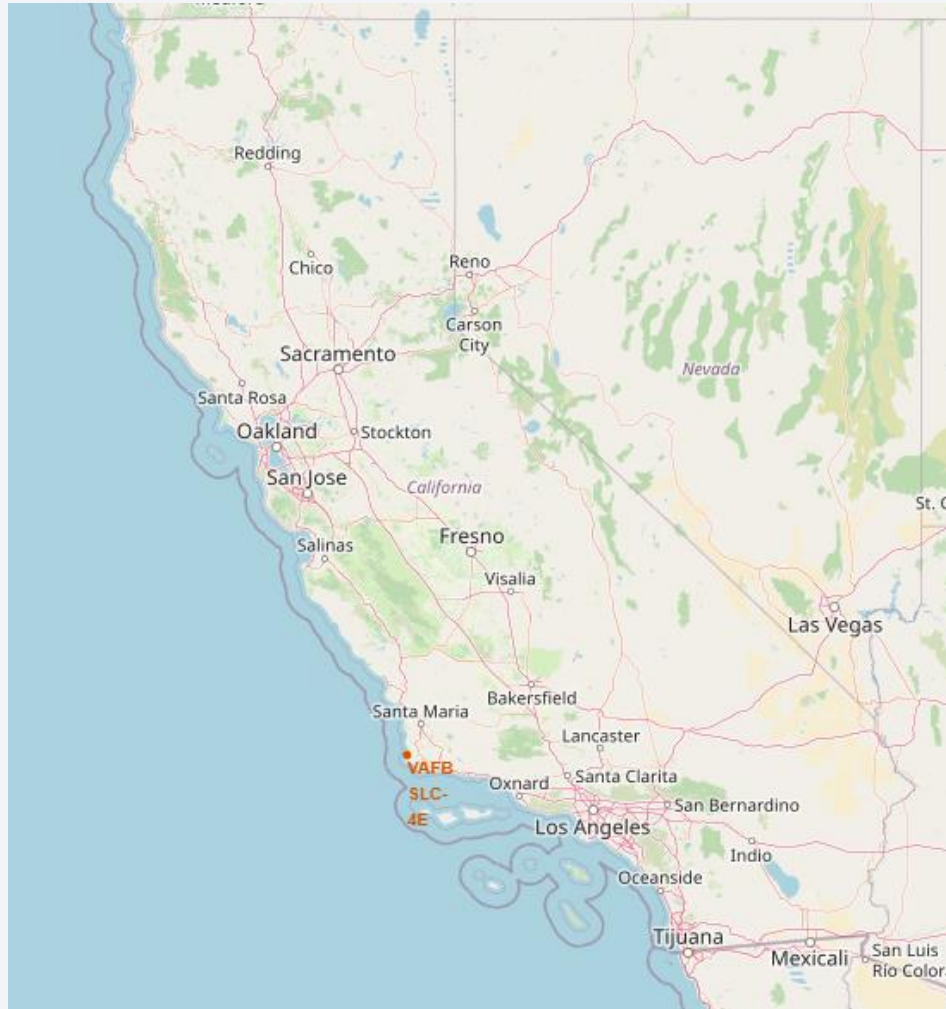 Redding
Chico
Reno
Carson
City
Sacramento
Nevada
Santa Rosa
Oakland
Stockton
San Jose
California
St.
Salinas
Fresno
Visalia
Las Vegas
Bakersfield
Santa Maria
Lancaster
VAFB
SLC-
4E
Oxnard
Santa Clarita
San Bernardino
Los Angeles
Indio
Oceanside
Tijuana
Mexicali
San Luis
Río Color